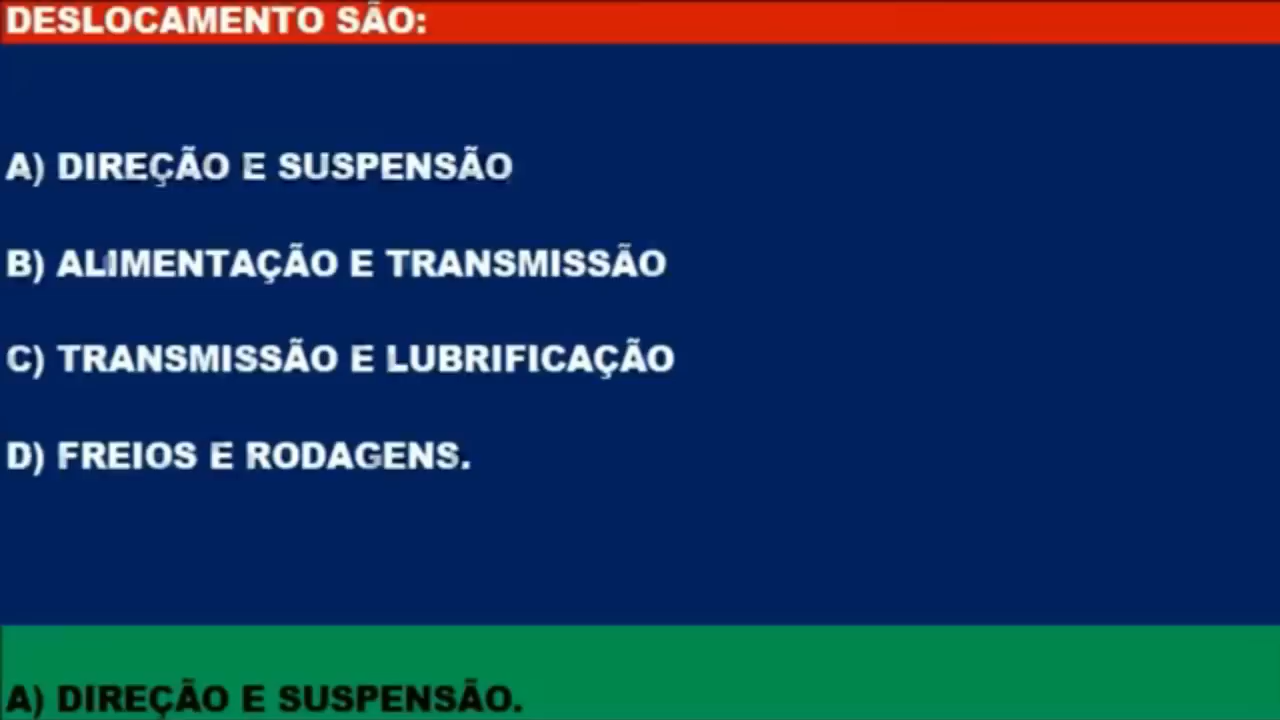 DESLOCAMENTO SÃO:
A) DIREÇÃO E SUSPENSÃO
B) ALIMENTAÇÃO E TRANSMISSÃO
C) TRANSMISSÃO E LUBRIFICAÇÃO
D) FREIOS E RODAGENS.
A) DIREÇÃO E SUSPENSÃO.